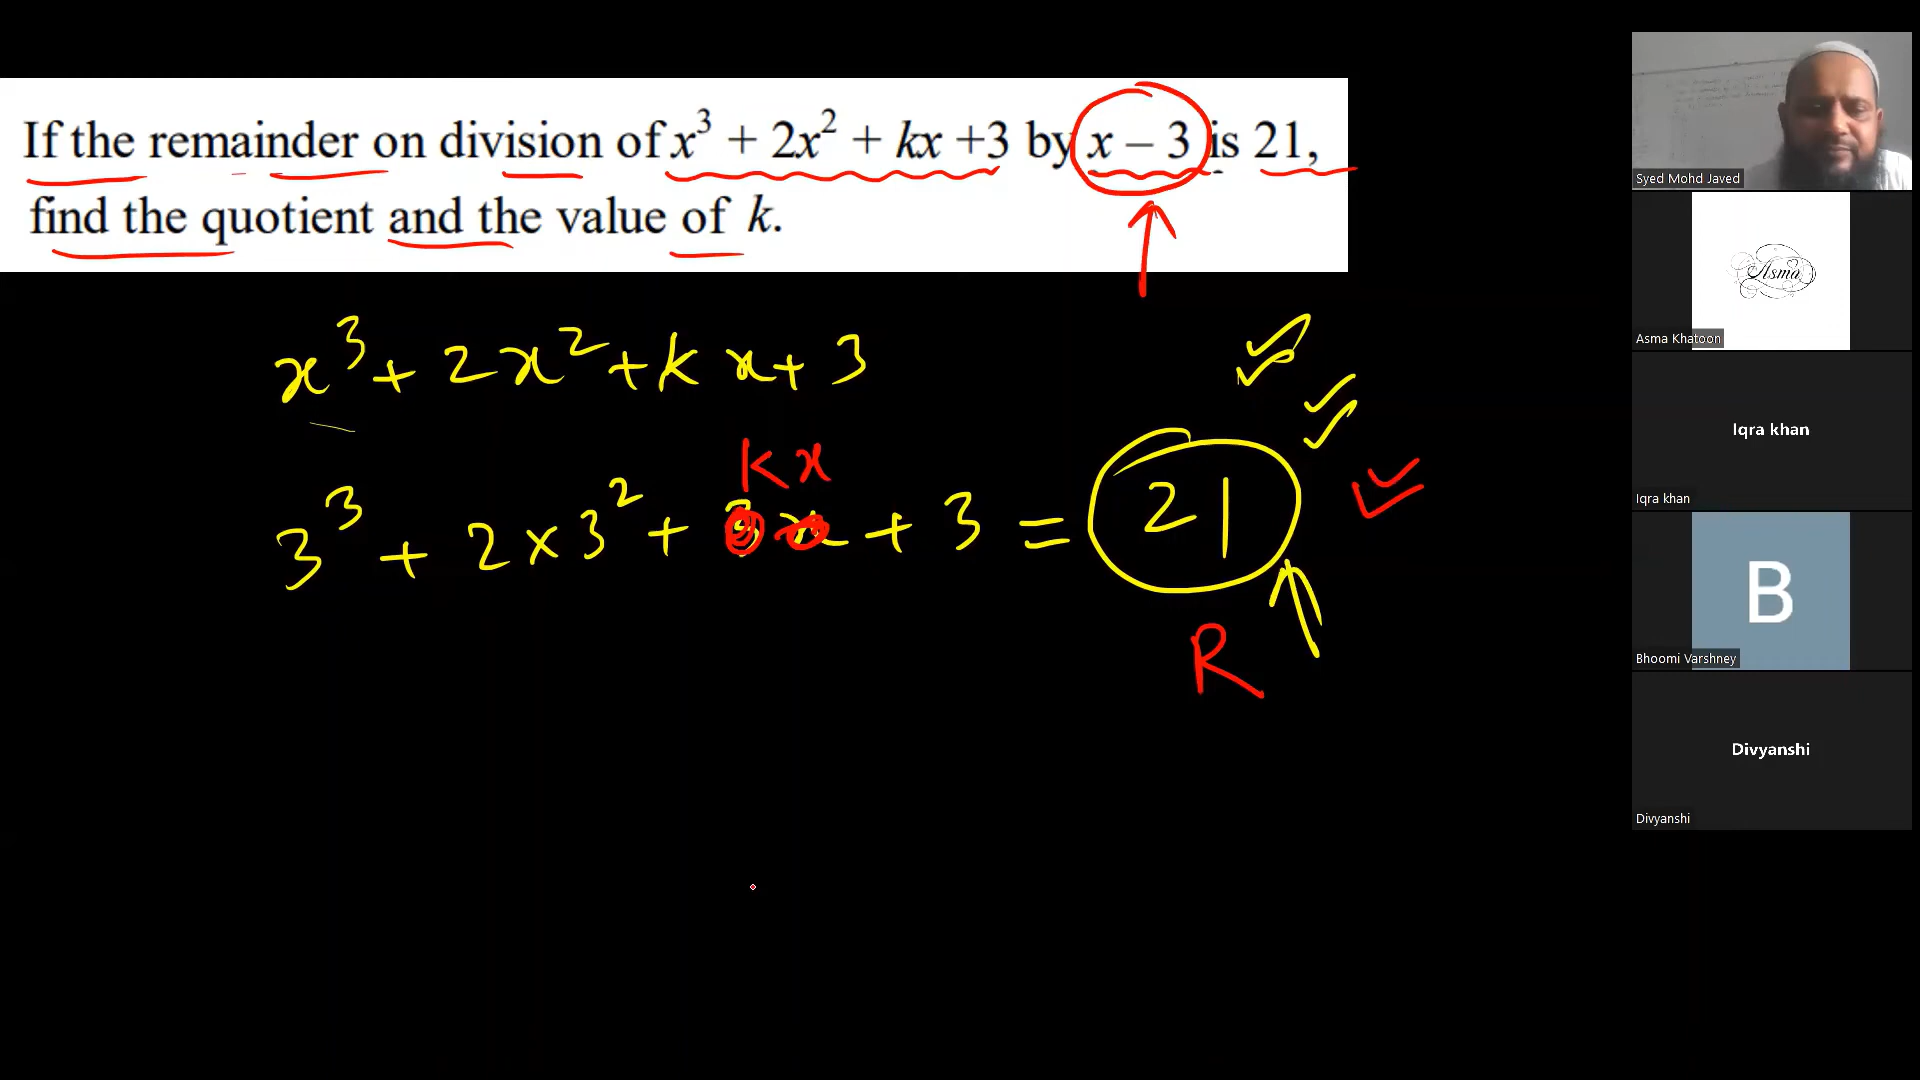 If the remainder on division of x³ + 2x² + kx +3 by x – 3 is 21,
find the quotient and the value of k.
x³ + 2x² + kx + 3
kx
3³ + 2 × 3² + + 3 = 21
R
Syed Mohd Javed
Asma
Asma Khatoon
Iqra khan
Iqra khan
B
Bhoomi Varshney
Divyanshi
Divyanshi